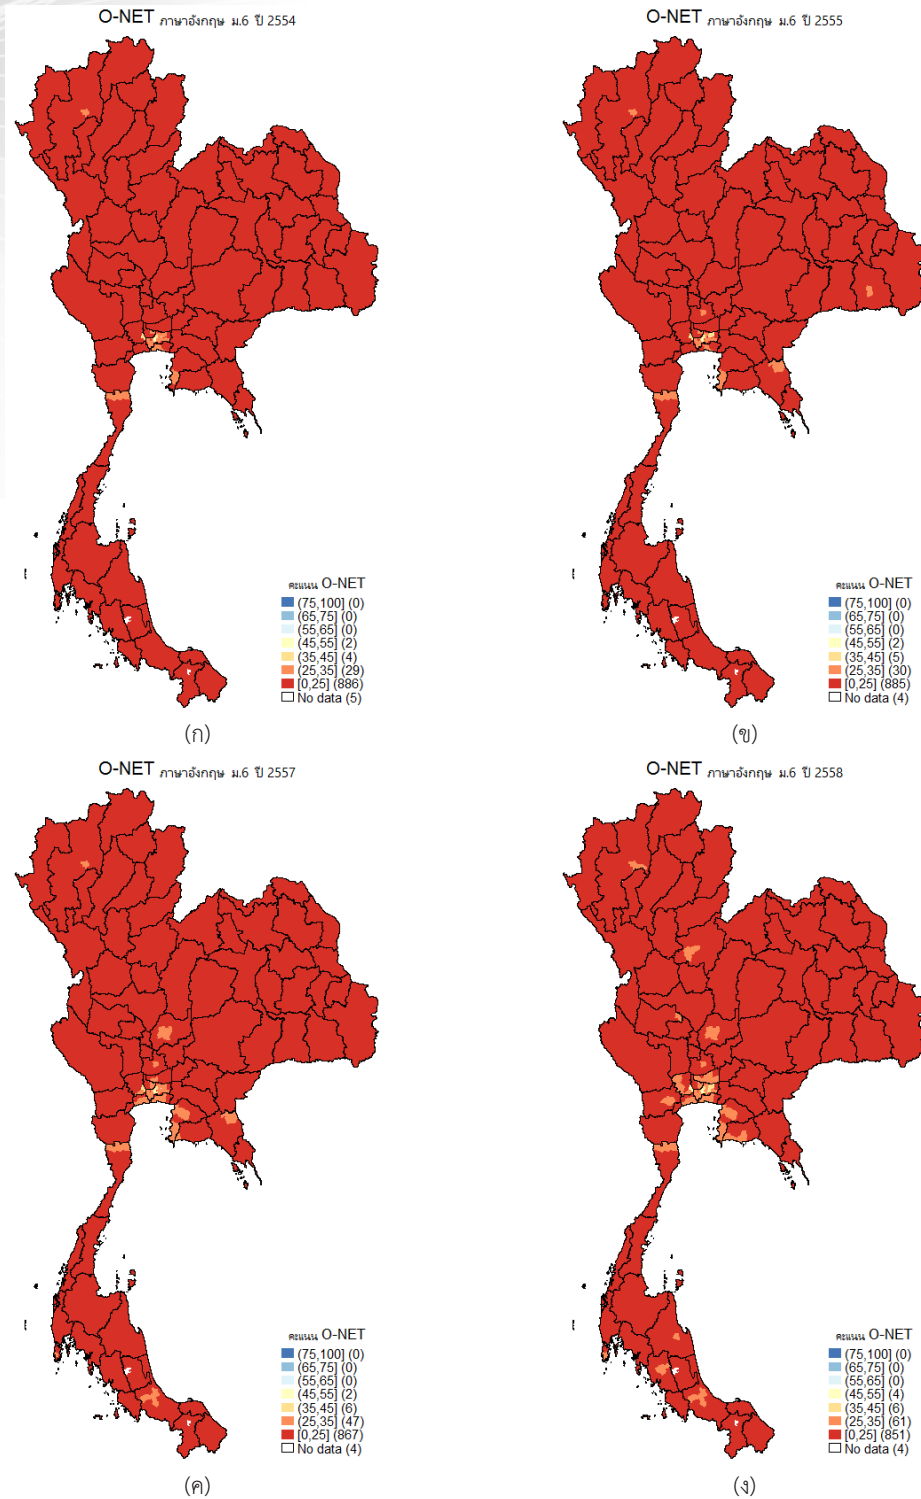 O-NET ภาษาอังกฤษ ม.6 ปี 2554
คะแนน O-NET
(75,100] (0)
(65,75] (0)
(55,65] (0)
(45,55] (2)
(35,45] (4)
(25,35] (29)
[0,25] (886)
No data (5)
(ก)
O-NET ภาษาอังกฤษ ม.6 ปี 2555
คะแนน O-NET
(75,100] (0)
(65,75] (0)
(55,65] (0)
(45,55] (2)
(35,45] (5)
(25,35] (30)
[0,25] (885)
No data (4)
(ข)
O-NET ภาษาอังกฤษ ม.6 ปี 2557
คะแนน O-NET
(75,100] (0)
(65,75] (0)
(55,65] (0)
(45,55] (2)
(35,45] (6)
(25,35] (47)
[0,25] (867)
No data (4)
(ค)
O-NET ภาษาอังกฤษ ม.6 ปี 2558
คะแนน O-NET
(75,100] (0)
(65,75] (0)
(55,65] (0)
(45,55] (4)
(35,45] (6)
(25,35] (61)
[0,25] (851)
No data (4)
(ง)